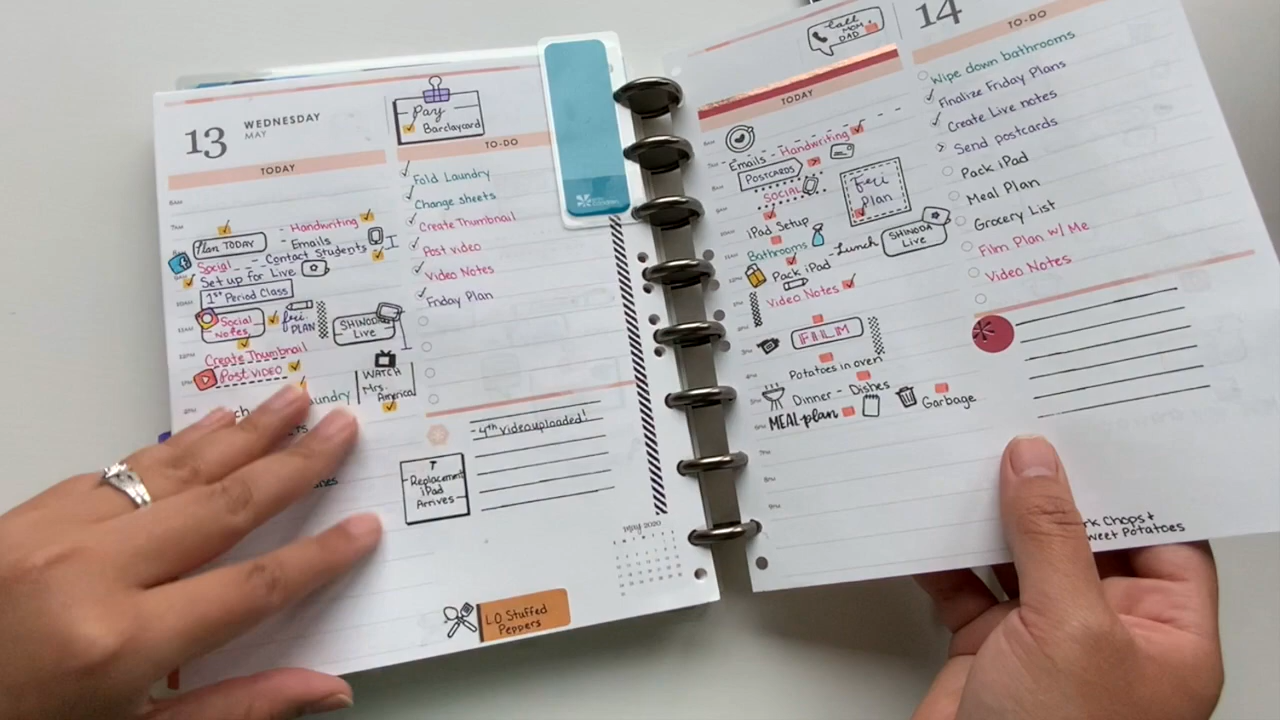 13 WEDNESDAY
MAY
TODAY
- Handwriting
Plan TODAY - Emails
Social - Contact Students
Set up for Live
1st Period Class
Social Notes
fri PLAN
SHINODA LIVE
Create Thumbnail
Post VIDEO
WATCH
Mrs.
America
Pay
Barclaycard
TO-DO
Fold Laundry
Change sheets
Create Thumbnail
Post video
Video Notes
Friday Plan
- 4th video uploaded!
Replacement
iPad
Arrives
May 2020
L.O Stuffed
Peppers
Call
MOM
DAD
TODAY
Emails - Handwriting
POSTCARDS
SOCIAL
fri
Plan
iPad Setup
Bathrooms
Lunch
SHINODA
LIVE
Pack iPad
Video Notes
FILM
Potatoes in oven
Dinner - Dishes
MEAL plan
Garbage
14
TO-DO
Wipe down bathrooms
Finalize Friday Plans
Create Live notes
Send postcards
Pack iPad
Meal Plan
Grocery List
Film Plan w/ Me
Video Notes
rk Chops +
weet Potatoes